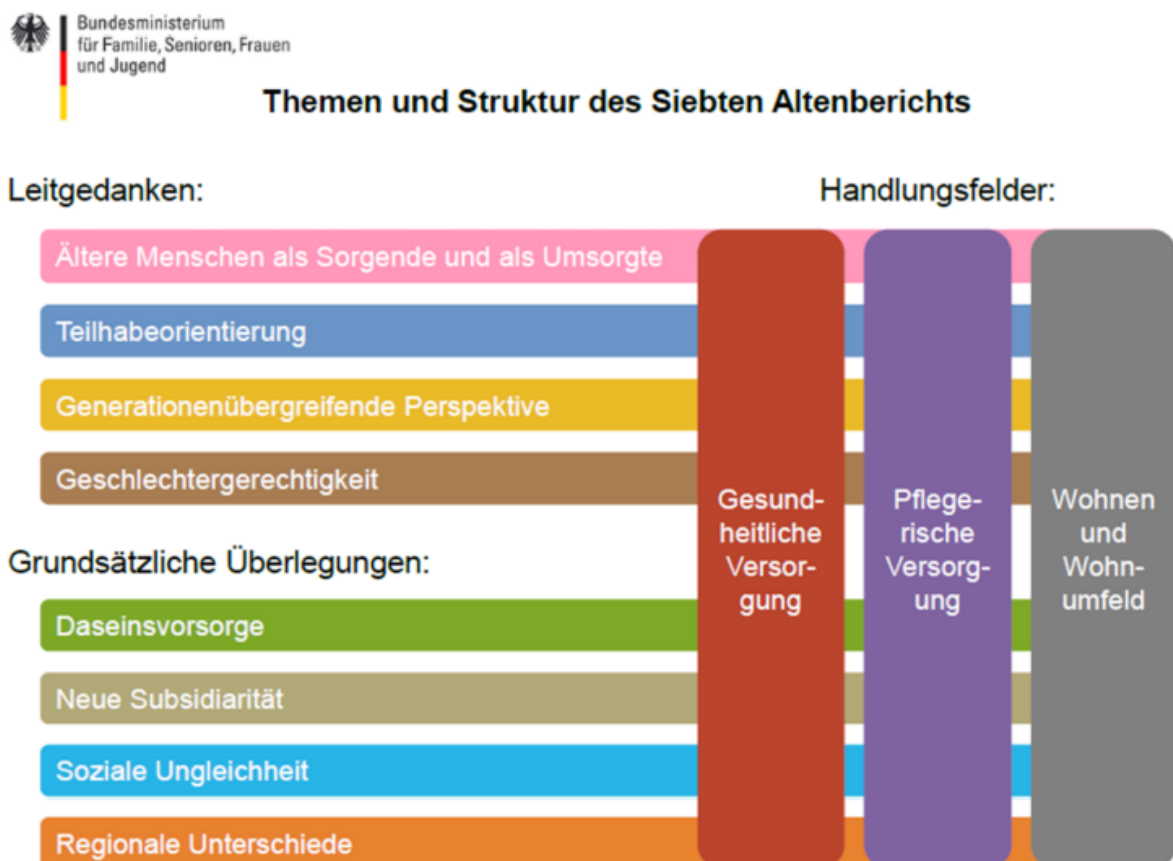 Bundesministerium
für Familie, Senioren, Frauen
und Jugend
Themen und Struktur des Siebten Altenberichts
Leitgedanken:
Handlungsfelder:
Ältere Menschen als Sorgende und als Umsorgte
Teilhabeorientierung
Generationenübergreifende Perspektive
Geschlechtergerechtigkeit
Grundsätzliche Überlegungen:
Daseinsvorsorge
Neue Subsidiarität
Soziale Ungleichheit
Regionale Unterschiede
Gesund-
heitliche
Versor-
gung
Pflege-
rische
Versorg-
ung
Wohnen
und
Wohn-
umfeld